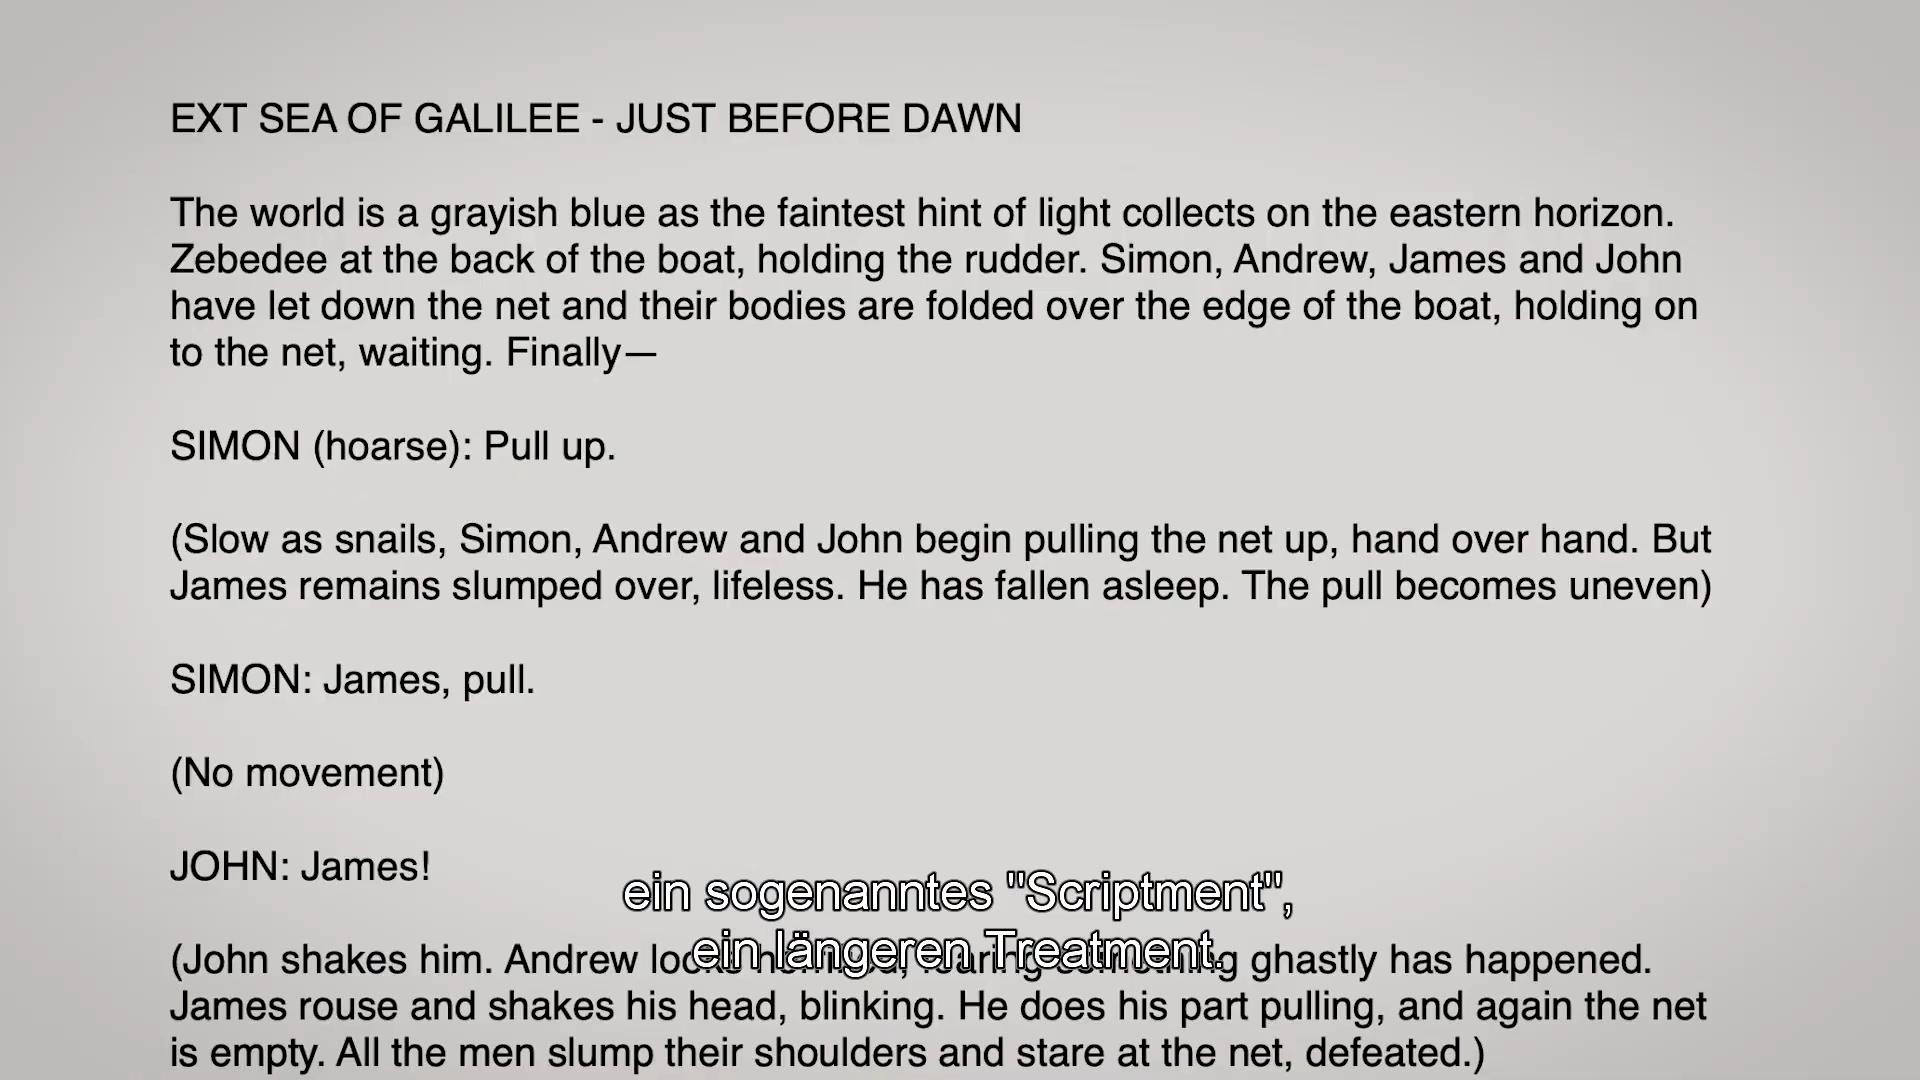 EXT SEA OF GALILEE - JUST BEFORE DAWN
The world is a grayish blue as the faintest hint of light collects on the eastern horizon.
Zebedee at the back of the boat, holding the rudder. Simon, Andrew, James and John
have let down the net and their bodies are folded over the edge of the boat, holding on
to the net, waiting. Finally—
SIMON (hoarse): Pull up.
(Slow as snails, Simon, Andrew and John begin pulling the net up, hand over hand. But
James remains slumped over, lifeless. He has fallen asleep. The pull becomes uneven)
SIMON: James, pull.
(No movement)
JOHN: James!
ein sogenanntes "Scriptment",
ein längeren Treatment.
(John shakes him. Andrew ghastly has happened.
James rouse and shakes his head, blinking. He does his part pulling, and again the net
is empty. All the men slump their shoulders and stare at the net, defeated.)